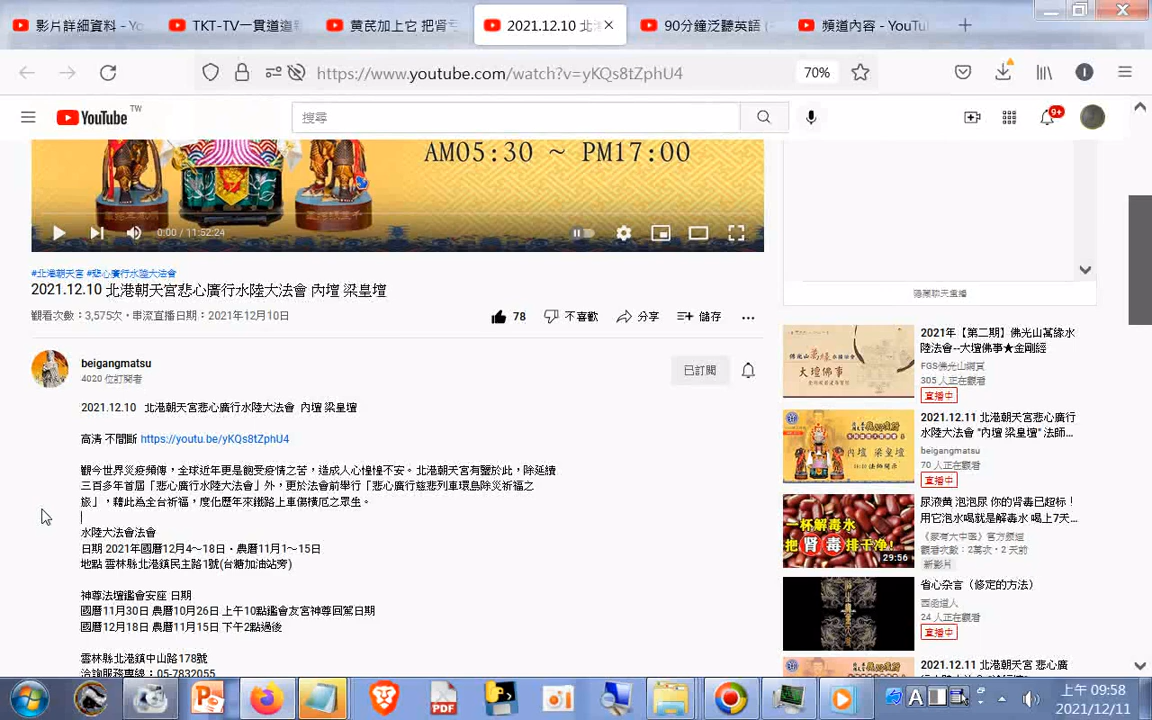 影片詳細資料 - Yo
TKT-TV一貫道進
黃芪加上它 把腎亏
2021.12.10 北
90分鐘泛聽英語 (
頻道內容 - YouTu
https://www.youtube.com/watch?v=yKQs8tZphU4
70%
YouTube TW
搜尋
9+
AM05:30 ~ PM17:00
0:00 / 11:52:24
#北港朝天宮 #悲心廣行水陸大法會
2021.12.10 北港朝天宮悲心廣行水陸大法會 內壇 梁皇壇
觀看次數：3,575次・串流直播日期：2021年12月10日
78 不喜歡 分享 儲存
beigangmatsu
4020 位訂閱者
已訂閱
2021.12.10 北港朝天宮悲心廣行水陸大法會 內壇 梁皇壇
高清 不間斷 https://youtu.be/yKQs8tZphU4
觀今世界災疫頻傳，全球近年更是飽受疫情之苦，造成人心惶惶不安。北港朝天宮有鑒於此，除延續
三百多年首屆「悲心廣行水陸大法會」外，更於法會前舉行「悲心廣行慈悲列車環島除災祈福之
旅」，藉此為全台祈福，度化歷年來鐵路上車傷橫厄之眾生。
水陸大法會法會
日期 2021年國曆12月4～18日・農曆11月1～15日
地點 雲林縣北港鎮民主路1號(台糖加油站旁)
神尊法壇鑑會安座 日期
國曆11月30日 農曆10月26日 上午10點鑑會友宮神尊回駕日期
國曆12月18日 農曆11月15日 下午2點過後
雲林縣北港鎮中山路178號
洽詢服務專線：05-7832055
隱藏聊天重播
大壇佛事
2021年【第二期】佛光山萬緣水
陸法會--大壇佛事★金剛經
FGS佛光山網頁
305 人正在觀看
直播中
內壇 梁皇壇
2021.12.11 北港朝天宮悲心廣行
水陸大法會 "內壇 梁皇壇" 法師...
beigangmatsu
70 人正在觀看
直播中
一杯解毒水
把腎毒排干净!
29:56
尿液黄 泡泡尿 你的肾毒已超标！
用它泡水喝就是解毒水 喝上7天...
觀看次數：2萬次・2 天前
新影片
省心杂言（修定的方法）
24 人正在觀看
直播中
2021.12.11 北港朝天宮 悲心廣
上午 09:58
2021/12/11